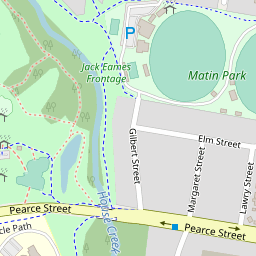 P
Jack Eames
Frontage
Matin Park
Gilbert Street
Elm Street
Margaret Street
Lawry Street
Pearce Street
House Creek
Pearce Street
cle Path